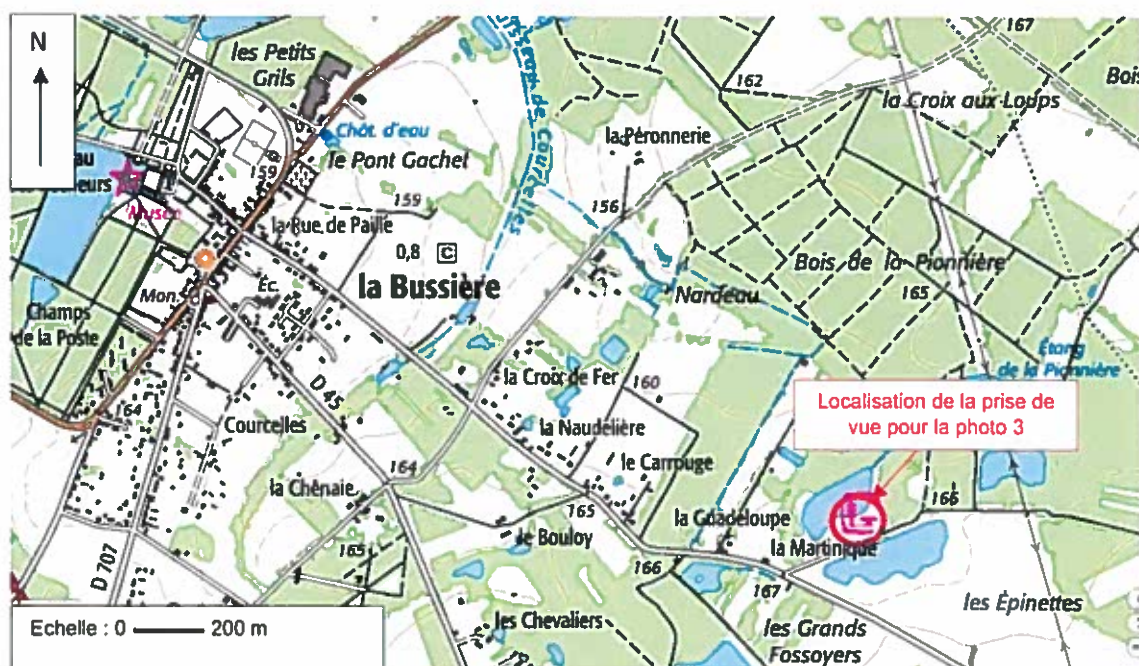 N
les Petits
Grils
Chât. d'eau
le Pont Gachet
159
Musée
159
la Rue de Paille
0,8 C
la Bussière
Mon.
Éc.
Champs
de la Poste
164
Courcelles
D 45
la Chênaie
164
165
D 707
Echelle : 0 200 m
la Péronnerie
156
162
167
la Croix aux Loups
Bois
Bois de la Pionnière
165
Nardeau
Étang
de la Pionnière
la Croix de Fer
160
la Naudelière
le Carrouge
165
le Bouloy
Localisation de la prise de
vue pour la photo 3
166
la Guadeloupe
la Martinique
166
167
les Chevaliers
les Épinettes
les Grands
Fossoyers